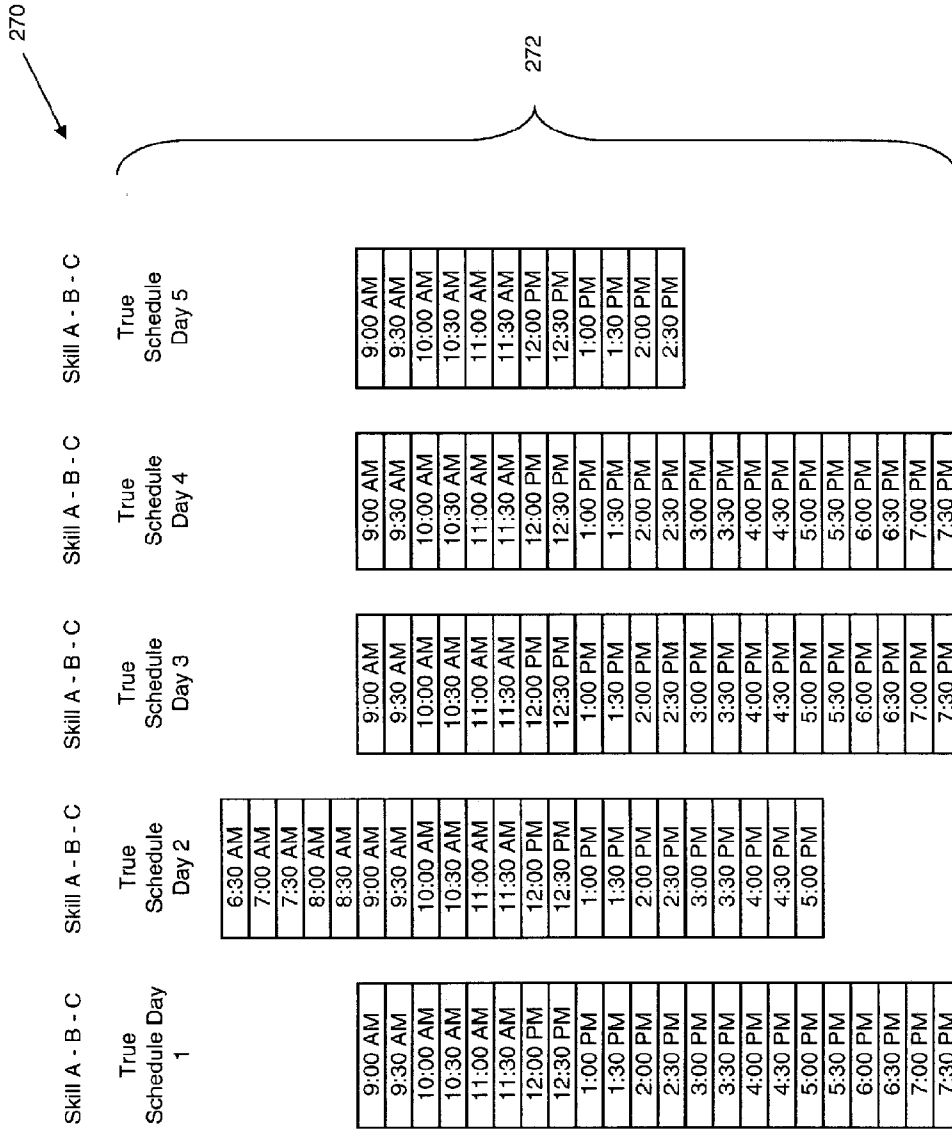 270
Skill A - B - C
True
Schedule Day
1
9:00 AM
9:30 AM
10:00 AM
10:30 AM
11:00 AM
11:30 AM
12:00 PM
12:30 PM
1:00 PM
1:30 PM
2:00 PM
2:30 PM
3:00 PM
3:30 PM
4:00 PM
4:30 PM
5:00 PM
5:30 PM
6:00 PM
6:30 PM
7:00 PM
7:30 PM
Skill A - B - C
True
Schedule
Day 2
6:30 AM
7:00 AM
7:30 AM
8:00 AM
8:30 AM
9:00 AM
9:30 AM
10:00 AM
10:30 AM
11:00 AM
11:30 AM
12:00 PM
12:30 PM
1:00 PM
1:30 PM
2:00 PM
2:30 PM
3:00 PM
3:30 PM
4:00 PM
4:30 PM
5:00 PM
Skill A - B - C
True
Schedule
Day 3
9:00 AM
9:30 AM
10:00 AM
10:30 AM
11:00 AM
11:30 AM
12:00 PM
12:30 PM
1:00 PM
1:30 PM
2:00 PM
2:30 PM
3:00 PM
3:30 PM
4:00 PM
4:30 PM
5:00 PM
5:30 PM
6:00 PM
6:30 PM
7:00 PM
7:30 PM
Skill A - B - C
True
Schedule
Day 4
9:00 AM
9:30 AM
10:00 AM
10:30 AM
11:00 AM
11:30 AM
12:00 PM
12:30 PM
1:00 PM
1:30 PM
2:00 PM
2:30 PM
3:00 PM
3:30 PM
4:00 PM
4:30 PM
5:00 PM
5:30 PM
6:00 PM
6:30 PM
7:00 PM
7:30 PM
Skill A - B - C
True
Schedule
Day 5
9:00 AM
9:30 AM
10:00 AM
10:30 AM
11:00 AM
11:30 AM
12:00 PM
12:30 PM
1:00 PM
1:30 PM
2:00 PM
2:30 PM
272